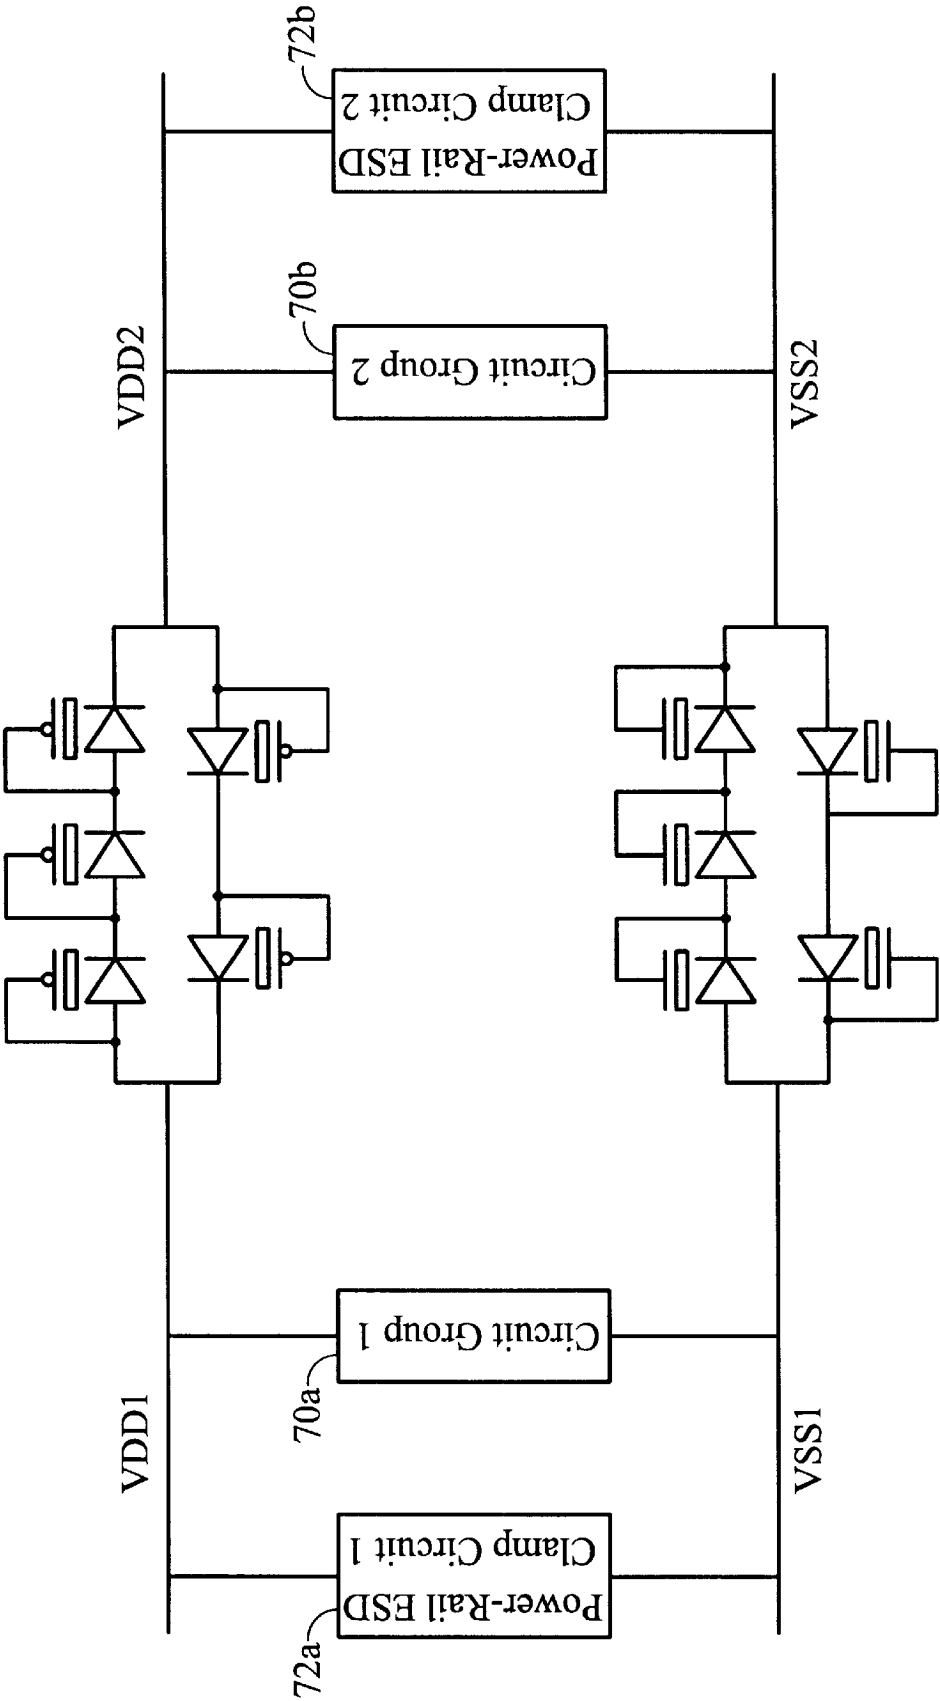 VDD1
VDD2
72a
Power-Rail ESD
Clamp Circuit 1
70a
Circuit Group 1
70b
Circuit Group 2
72b
Power-Rail ESD
Clamp Circuit 2
VSS1
VSS2